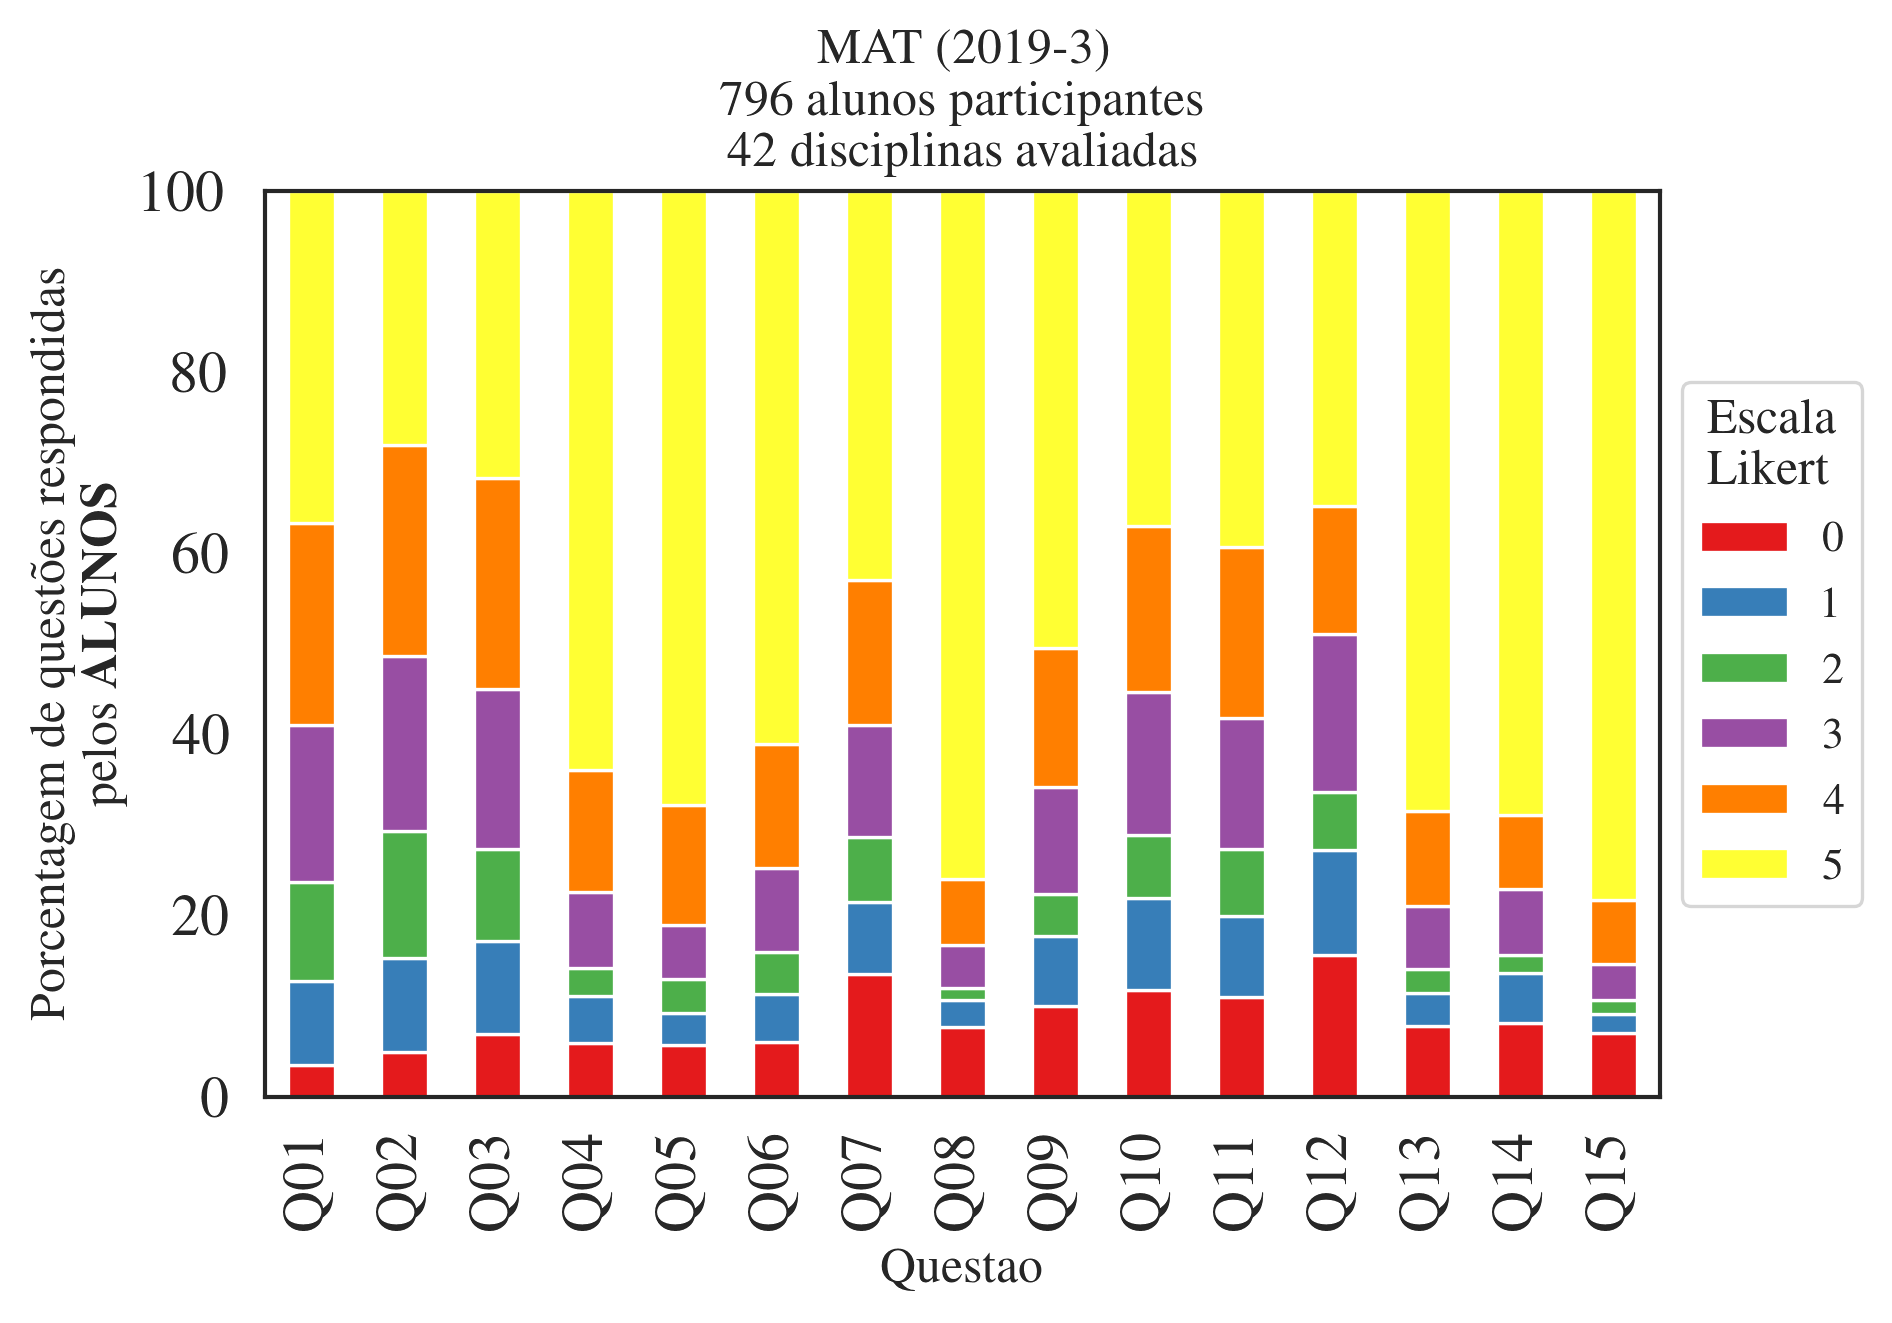 MAT (2019-3)
796 alunos participantes
42 disciplinas avaliadas
Porcentagem de questões respondidas
pelos ALUNOS
100
80
60
40
20
0
Q01
Q02
Q03
Q04
Q05
Q06
Q07
Q08
Q09
Q10
Q11
Q12
Q13
Q14
Q15
Questao
Escala
Likert
0
1
2
3
4
5